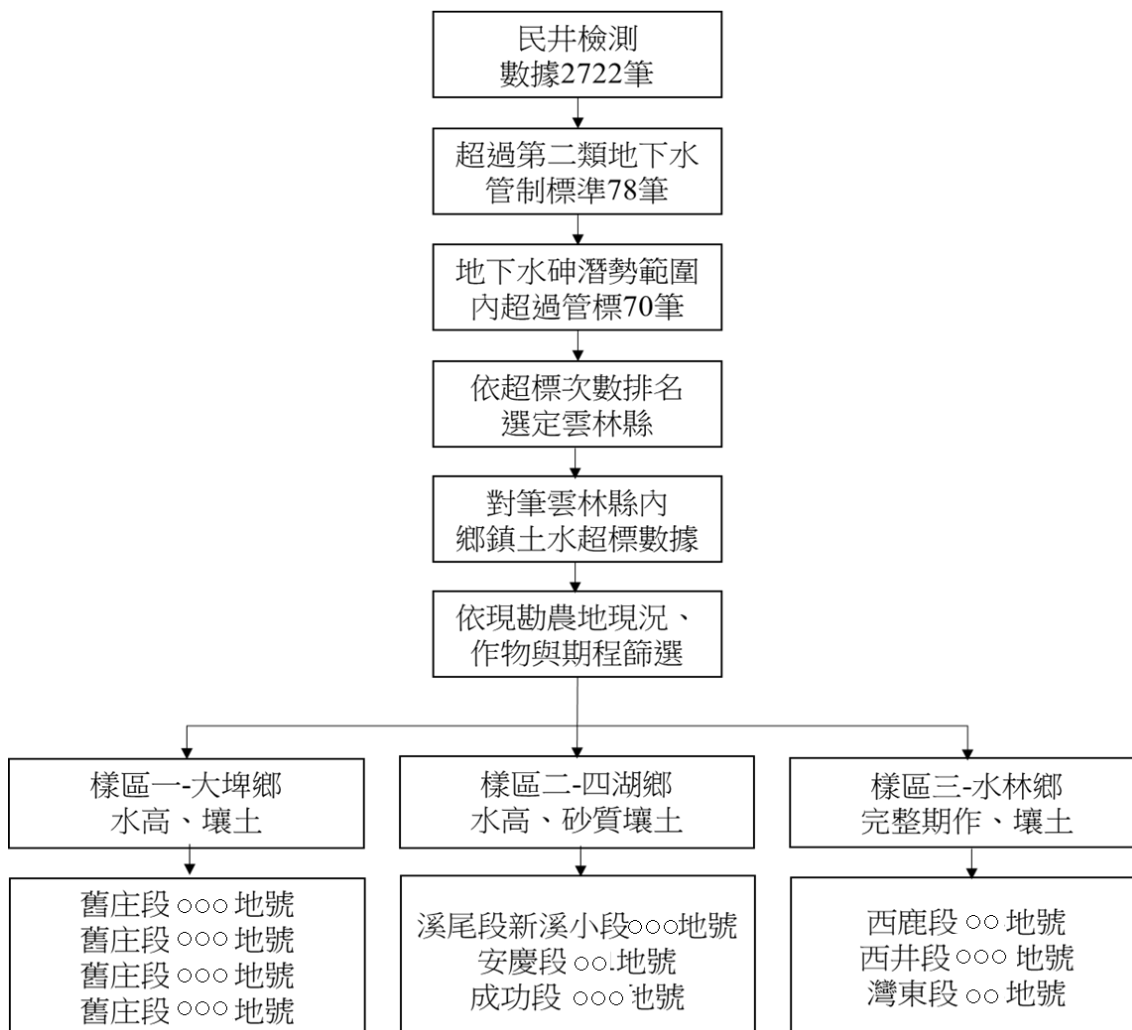 民井檢測
數據2722筆
超過第二類地下水
管制標準78筆
地下水砷潛勢範圍
內超過管標70筆
依超標次數排名
選定雲林縣
對筆雲林縣內
鄉鎮土水超標數據
依現勘農地現況、
作物與期程篩選
樣區一-大埤鄉
水高、壤土
樣區二-四湖鄉
水高、砂質壤土
樣區三-水林鄉
完整期作、壤土
舊庄段○○○地號
舊庄段○○○地號
舊庄段○○○地號
舊庄段○○○地號
溪尾段新溪小段○○○地號
安慶段○○地號
成功段○○○地號
西鹿段○○地號
西井段○○○地號
灣東段○○地號